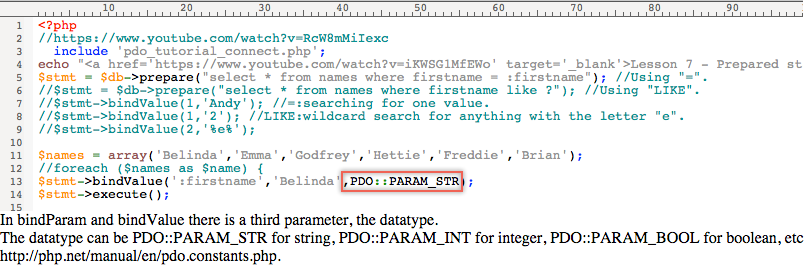 10 20 30 40 50 60 70 80 90
1 <?php
2 //https://www.youtube.com/watch?v=RcW8mMiIexc
3 include 'pdo_tutorial_connect.php';
4 echo "<a href='https://www.youtube.com/watch?v=iKWSG1MfEWo' target='_blank'>Lesson 7 - Prepared st
5 $stmt = $db->prepare("select * from names where firstname = :firstname"); //Using "=".
6 //$stmt = $db->prepare("select * from names where firstname like ?"); //Using "LIKE".
7 //$stmt->bindValue(1,'Andy'); //=:searching for one value.
8 //$stmt->bindValue(1,'2'); //LIKE:wildcard search for anything with the letter "e".
9 //$stmt->bindValue(2,'%e%');
10
11 $names = array('Belinda','Emma','Godfrey','Hettie','Freddie','Brian');
12 //foreach ($names as $name) {
13 $stmt->bindValue(':firstname','Belinda',PDO::PARAM_STR);
14 $stmt->execute();
15
In bindParam and bindValue there is a third parameter, the datatype.
The datatype can be PDO::PARAM_STR for string, PDO::PARAM_INT for integer, PDO::PARAM_BOOL for boolean, etc
http://php.net/manual/en/pdo.constants.php.